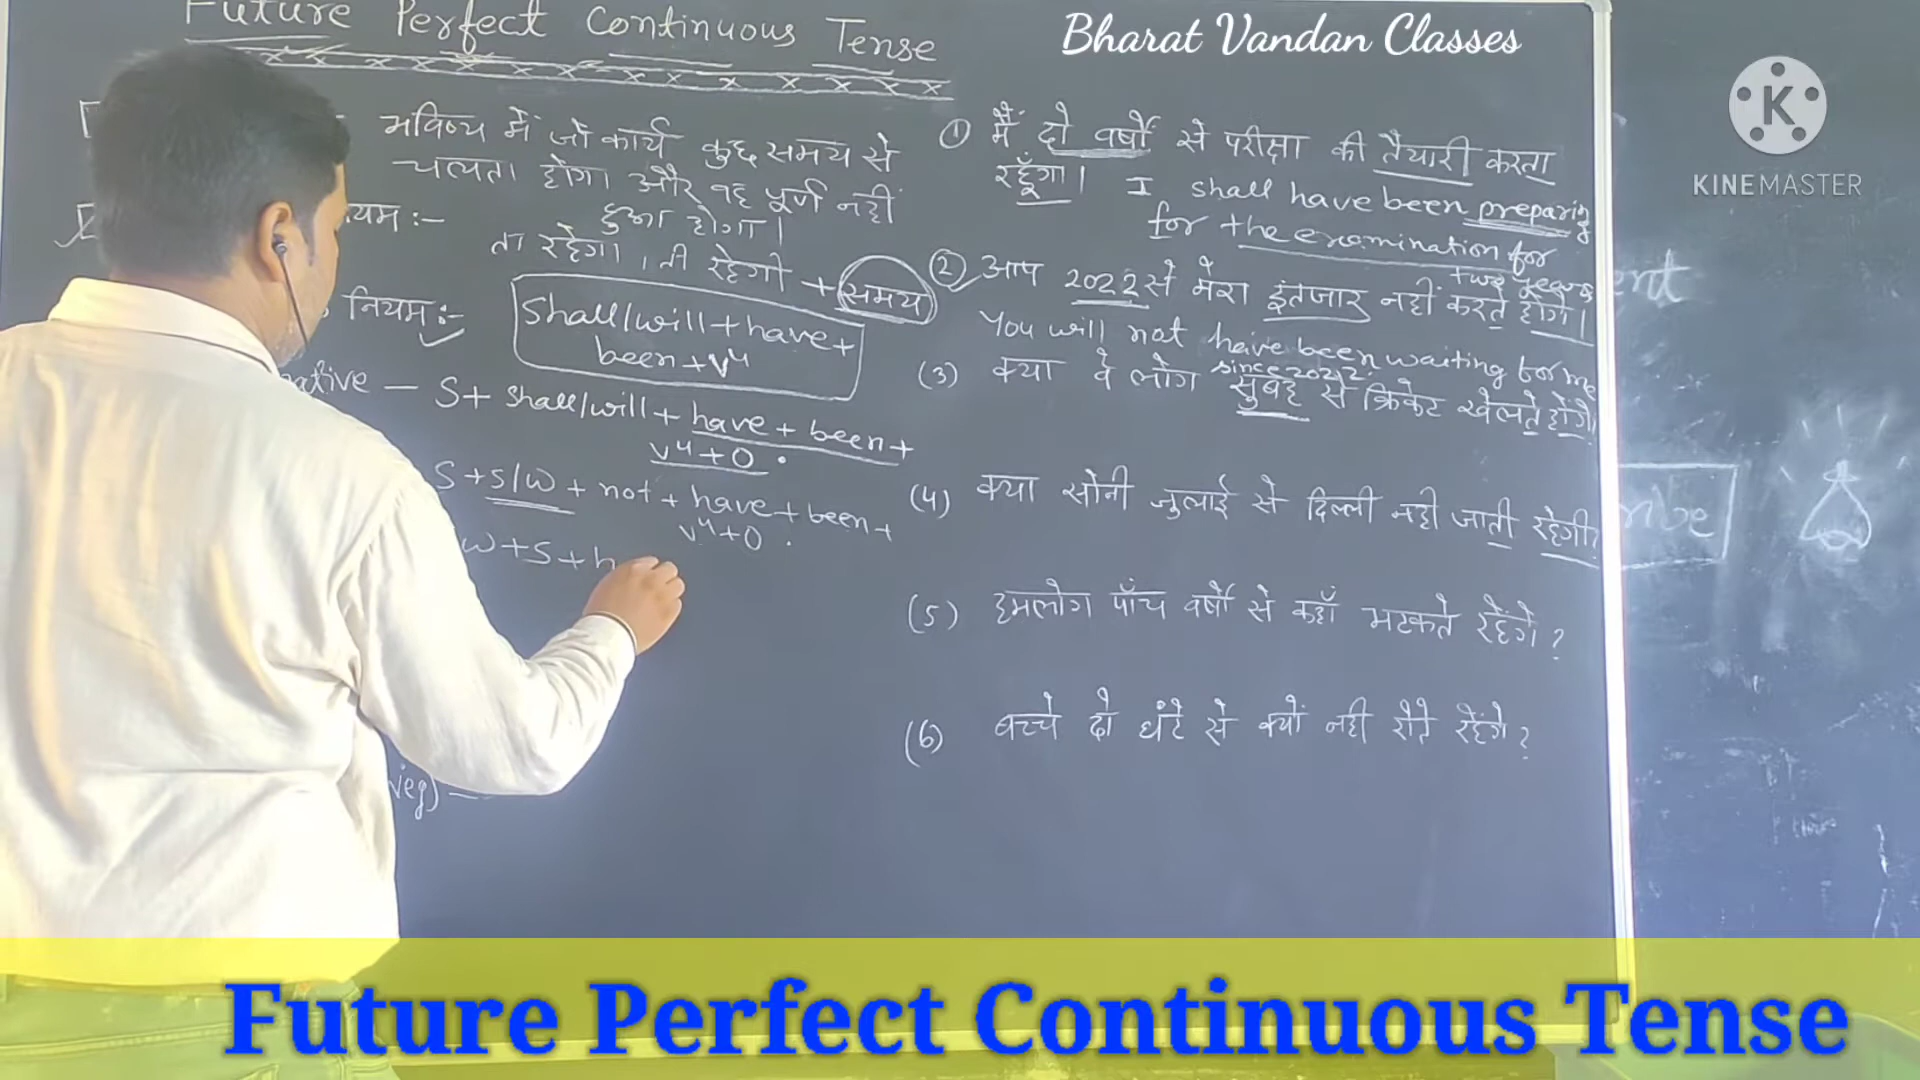 Future Perfect Continuous Tense
Bharat Vandan Classes
K
KINEMASTER
भविष्य में जो कार्य कुछ समय से
चलता होगा और वह पूर्ण नहीं
हुआ होगा।
यम:-
ता रहेगा, ती रहेगी + समय
नियम:-
Shall/will + have +
been + v⁴
ative – S + shall/will + have + been +
v⁴ + O.
S + s/w + not + have + been +
v⁴ + O.
w + S + h
Neg) –
(1) मैं दो वर्षों से परीक्षा की तैयारी करता
रहूँगा। I shall have been preparing
for the examination for
two years
(2) आप 2022 से मेरा इंतजार नहीं करते होंगे।
You will not have been waiting for me
since 2022.
(3) क्या वे लोग सुबह से क्रिकेट खेलते होंगे
(4) क्या सोनी जुलाई से दिल्ली नही जाती रहेगी?
(5) हमलोग पाँच वर्षों से कहाँ भटकते रहेंगे?
(6) बच्चे दो घंटे से क्यों नही रोते रहेंगे?
ent
Future Perfect Continuous Tense